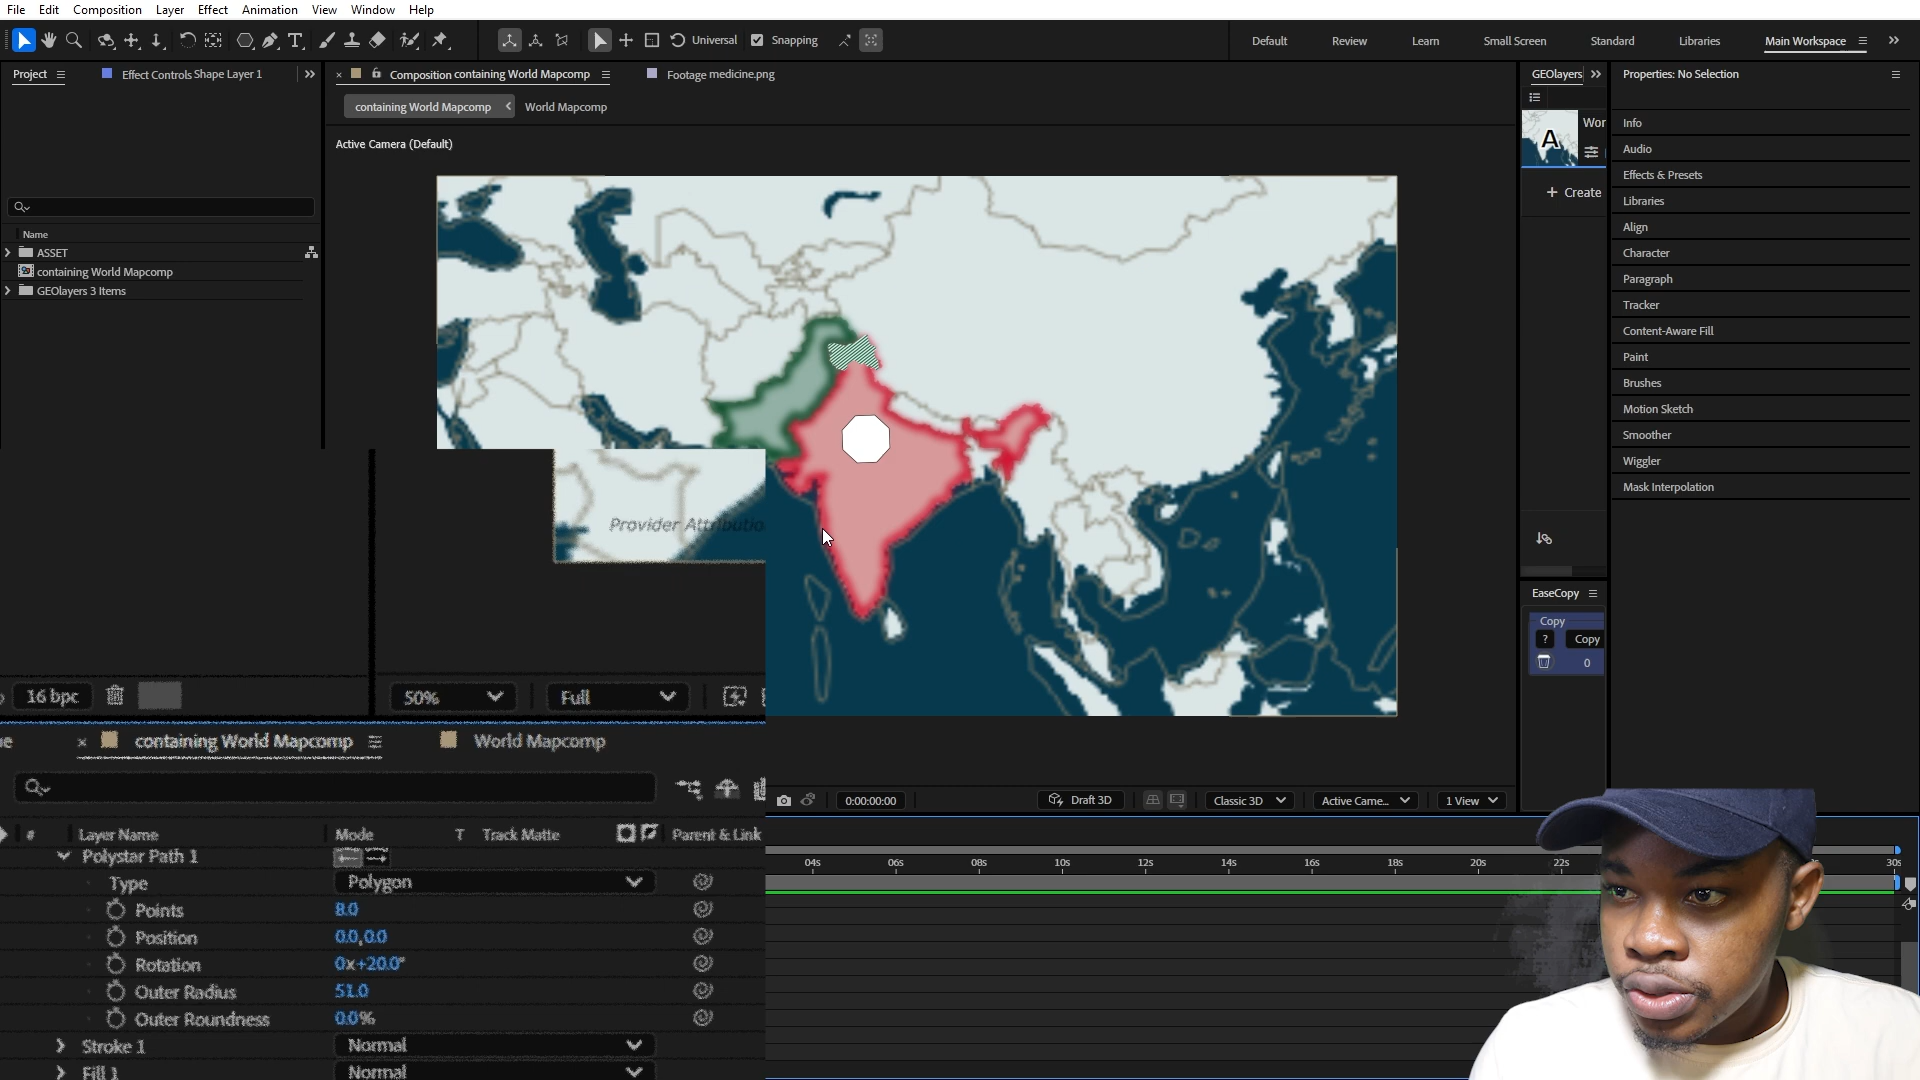 File Edit Composition Layer Effect Animation View Window Help
Universal Snapping Default Review Learn Small Screen Standard Libraries Main Workspace
Project Effect Controls Shape Layer 1 Composition containing World Mapcomp Footage medicine.png GEOlayers Properties: No Selection
containing World Mapcomp World Mapcomp
Active Camera (Default)
A Wor
+ Create
Info
Audio
Effects & Presets
Libraries
Align
Character
Paragraph
Tracker
Content-Aware Fill
Paint
Brushes
Motion Sketch
Smoother
Wiggler
Mask Interpolation
Name
ASSET
containing World Mapcomp
GEOlayers 3 Items
Provider Attributio
EaseCopy
Copy
? Copy
0
16 bpc 50% Full
containing World Mapcomp World Mapcomp
0:00:00:00 Draft 3D Classic 3D Active Came... 1 View
# Layer Name Mode T Track Matte Parent & Link
04s 06s 08s 10s 12s 14s 16s 18s 20s 22s 30s
Polystar Path 1
Type Polygon
Points 8.0
Position 0.0,0.0
Rotation 0x+20.0°
Outer Radius 51.0
Outer Roundness 0.0%
Stroke 1 Normal
Fill 1 Normal